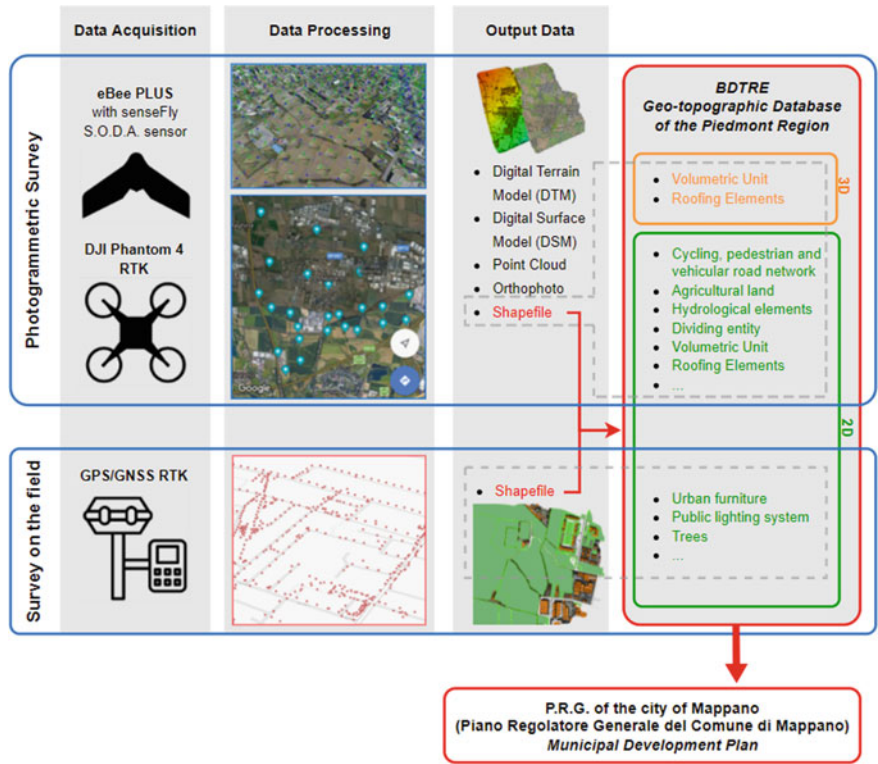 Data Acquisition
Data Processing
Output Data
Photogrammetric Survey
eBee PLUS
with senseFly
S.O.D.A. sensor
DJI Phantom 4
RTK
Google
• Digital Terrain
Model (DTM)
• Digital Surface
Model (DSM)
• Point Cloud
• Orthophoto
• Shapefile
BDTRE
Geo-topographic Database
of the Piedmont Region
• Volumetric Unit
• Roofing Elements
3D
• Cycling, pedestrian and
vehicular road network
• Agricultural land
• Hydrological elements
• Dividing entity
• Volumetric Unit
• Roofing Elements
• ...
2D
Survey on the field
GPS/GNSS RTK
• Shapefile
• Urban furniture
• Public lighting system
• Trees
• ...
P.R.G. of the city of Mappano
(Piano Regolatore Generale del Comune di Mappano)
Municipal Development Plan